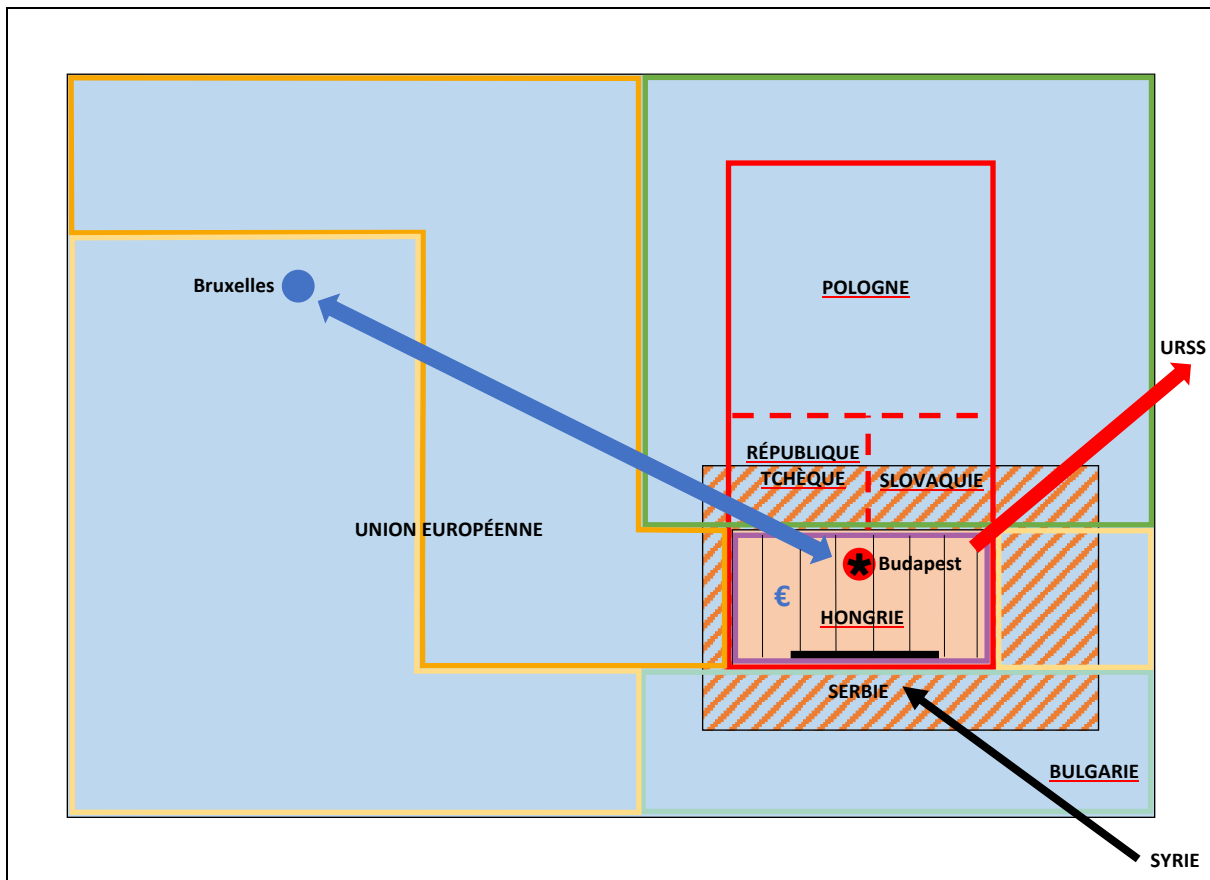 Bruxelles
POLOGNE
URSS
RÉPUBLIQUE
TCHÈQUE
SLOVAQUIE
UNION EUROPÉENNE
*
Budapest
€
HONGRIE
SERBIE
BULGARIE
SYRIE